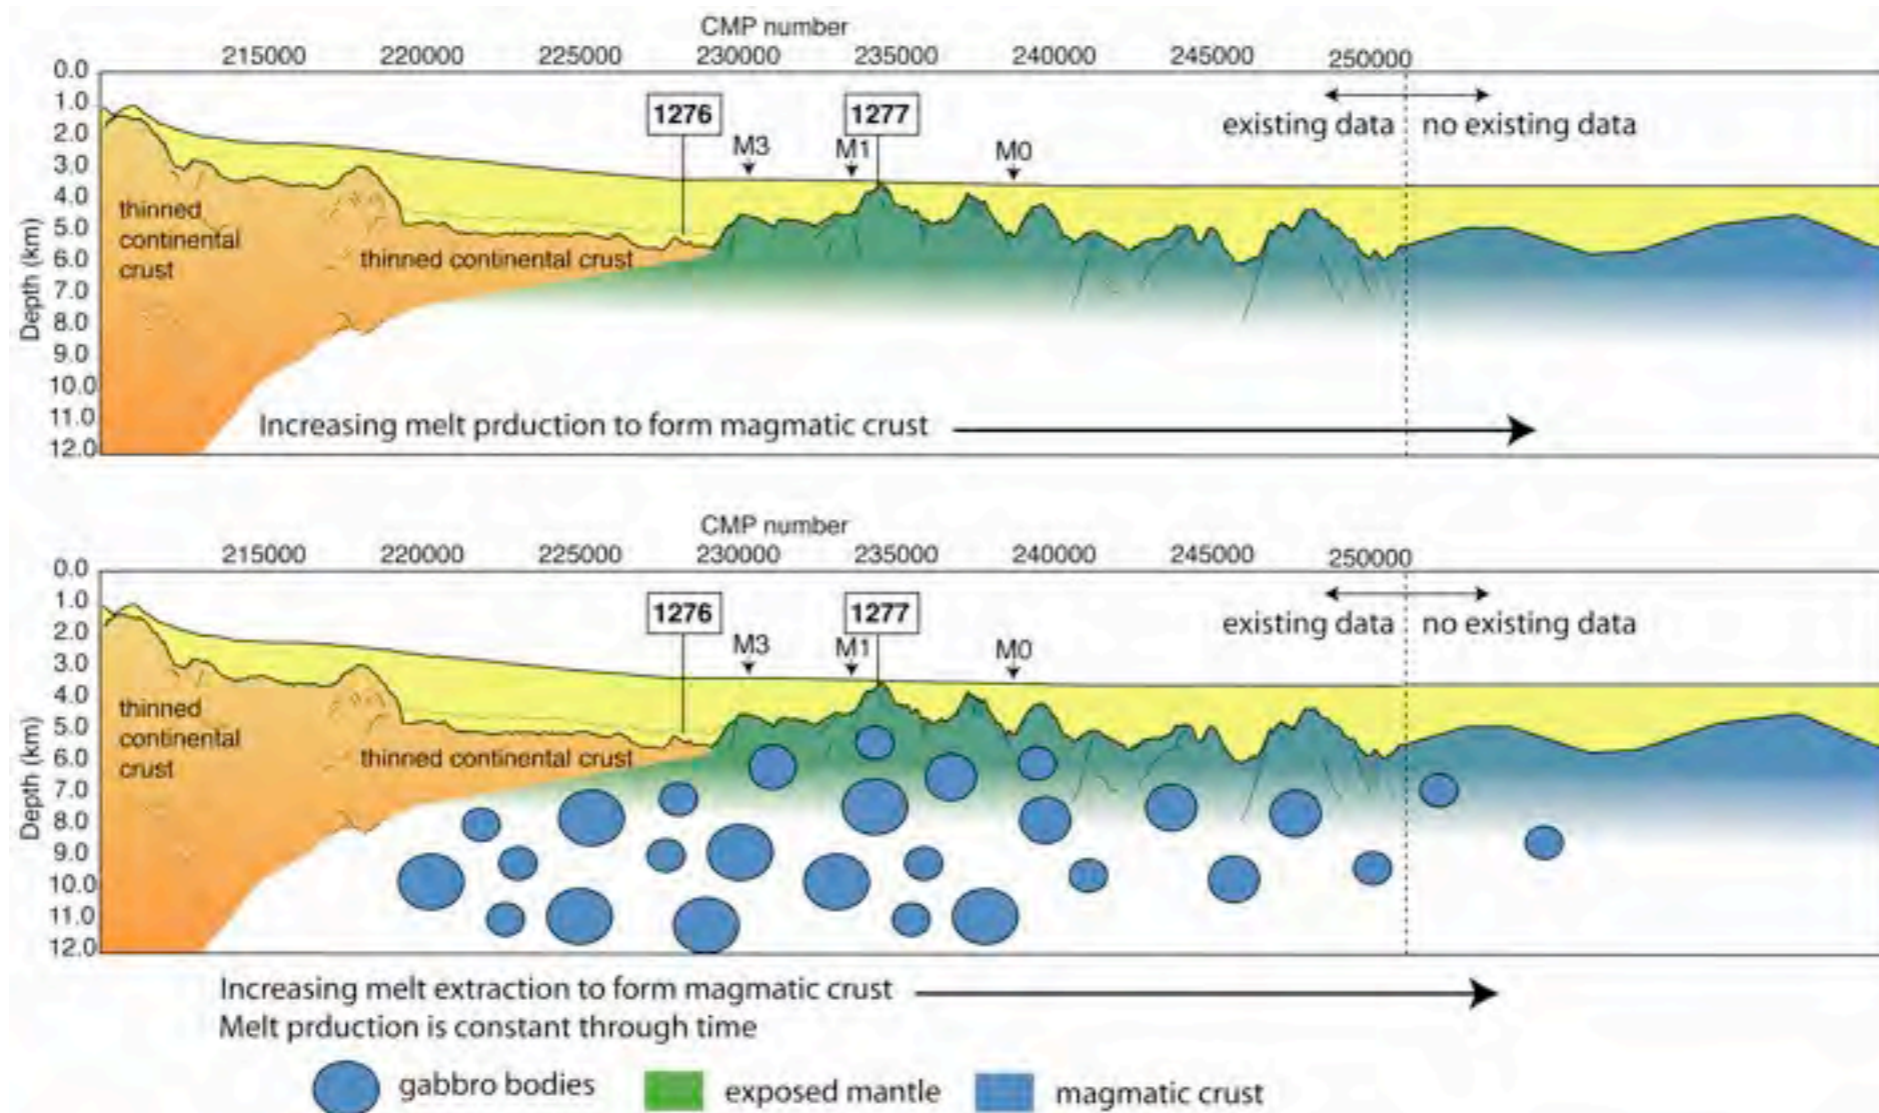 CMP number
215000 220000 225000 230000 235000 240000 245000 250000
0.0
1.0
2.0
3.0
4.0
5.0
6.0
7.0
8.0
9.0
10.0
11.0
12.0
Depth (km)
1276
1277
M3
M1
M0
existing data
no existing data
thinned
continental
crust
thinned continental crust
Increasing melt prduction to form magmatic crust
CMP number
215000 220000 225000 230000 235000 240000 245000 250000
0.0
1.0
2.0
3.0
4.0
5.0
6.0
7.0
8.0
9.0
10.0
11.0
12.0
Depth (km)
1276
1277
M3
M1
M0
existing data
no existing data
thinned
continental
crust
thinned continental crust
Increasing melt extraction to form magmatic crust
Melt prduction is constant through time
gabbro bodies
exposed mantle
magmatic crust